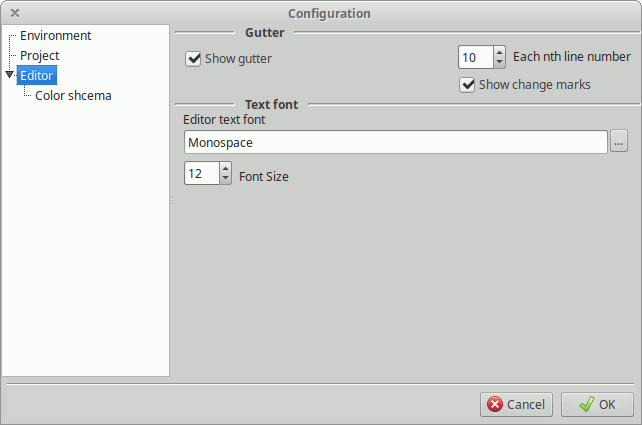 Configuration
Environment
Project
Editor
Color shcema
Gutter
Show gutter
10 Each nth line number
Show change marks
Text font
Editor text font
Monospace ...
12 Font Size
Cancel OK